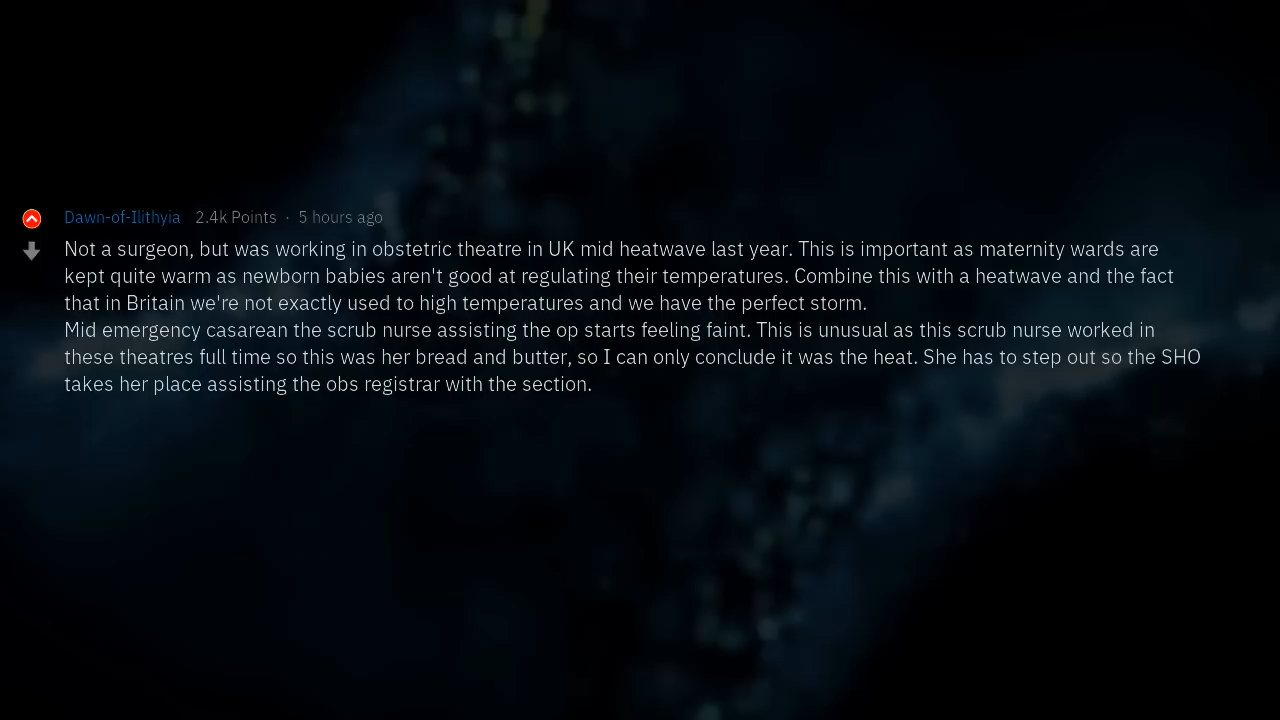 Dawn-of-Ilithyia 2.4k Points · 5 hours ago
Not a surgeon, but was working in obstetric theatre in UK mid heatwave last year. This is important as maternity wards are
kept quite warm as newborn babies aren't good at regulating their temperatures. Combine this with a heatwave and the fact
that in Britain we're not exactly used to high temperatures and we have the perfect storm.
Mid emergency casarean the scrub nurse assisting the op starts feeling faint. This is unusual as this scrub nurse worked in
these theatres full time so this was her bread and butter, so I can only conclude it was the heat. She has to step out so the SHO
takes her place assisting the obs registrar with the section.